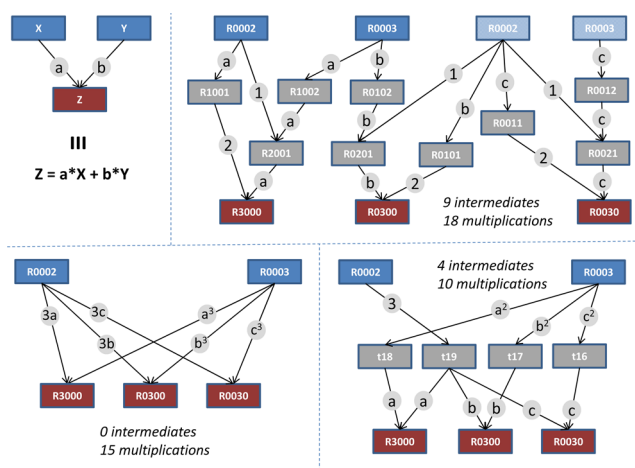 X Y
a b
Z
III
Z = a*X + b*Y
R0002 R0003 R0002 R0003
a a b 1 c c
R1001 1 R1002 R0102 b R0011 1 R0012
2 a b c
R2001 R0201 R0101 2 R0021
a b 2 c
R3000 R0300 R0030
9 intermediates
18 multiplications
R0002 R0003
3a 3c a³ c³
3b b³
R3000 R0300 R0030
0 intermediates
15 multiplications
R0002 4 intermediates R0003
10 multiplications
3 a² b² c²
t18 t19 t17 t16
a a b b c c
R3000 R0300 R0030